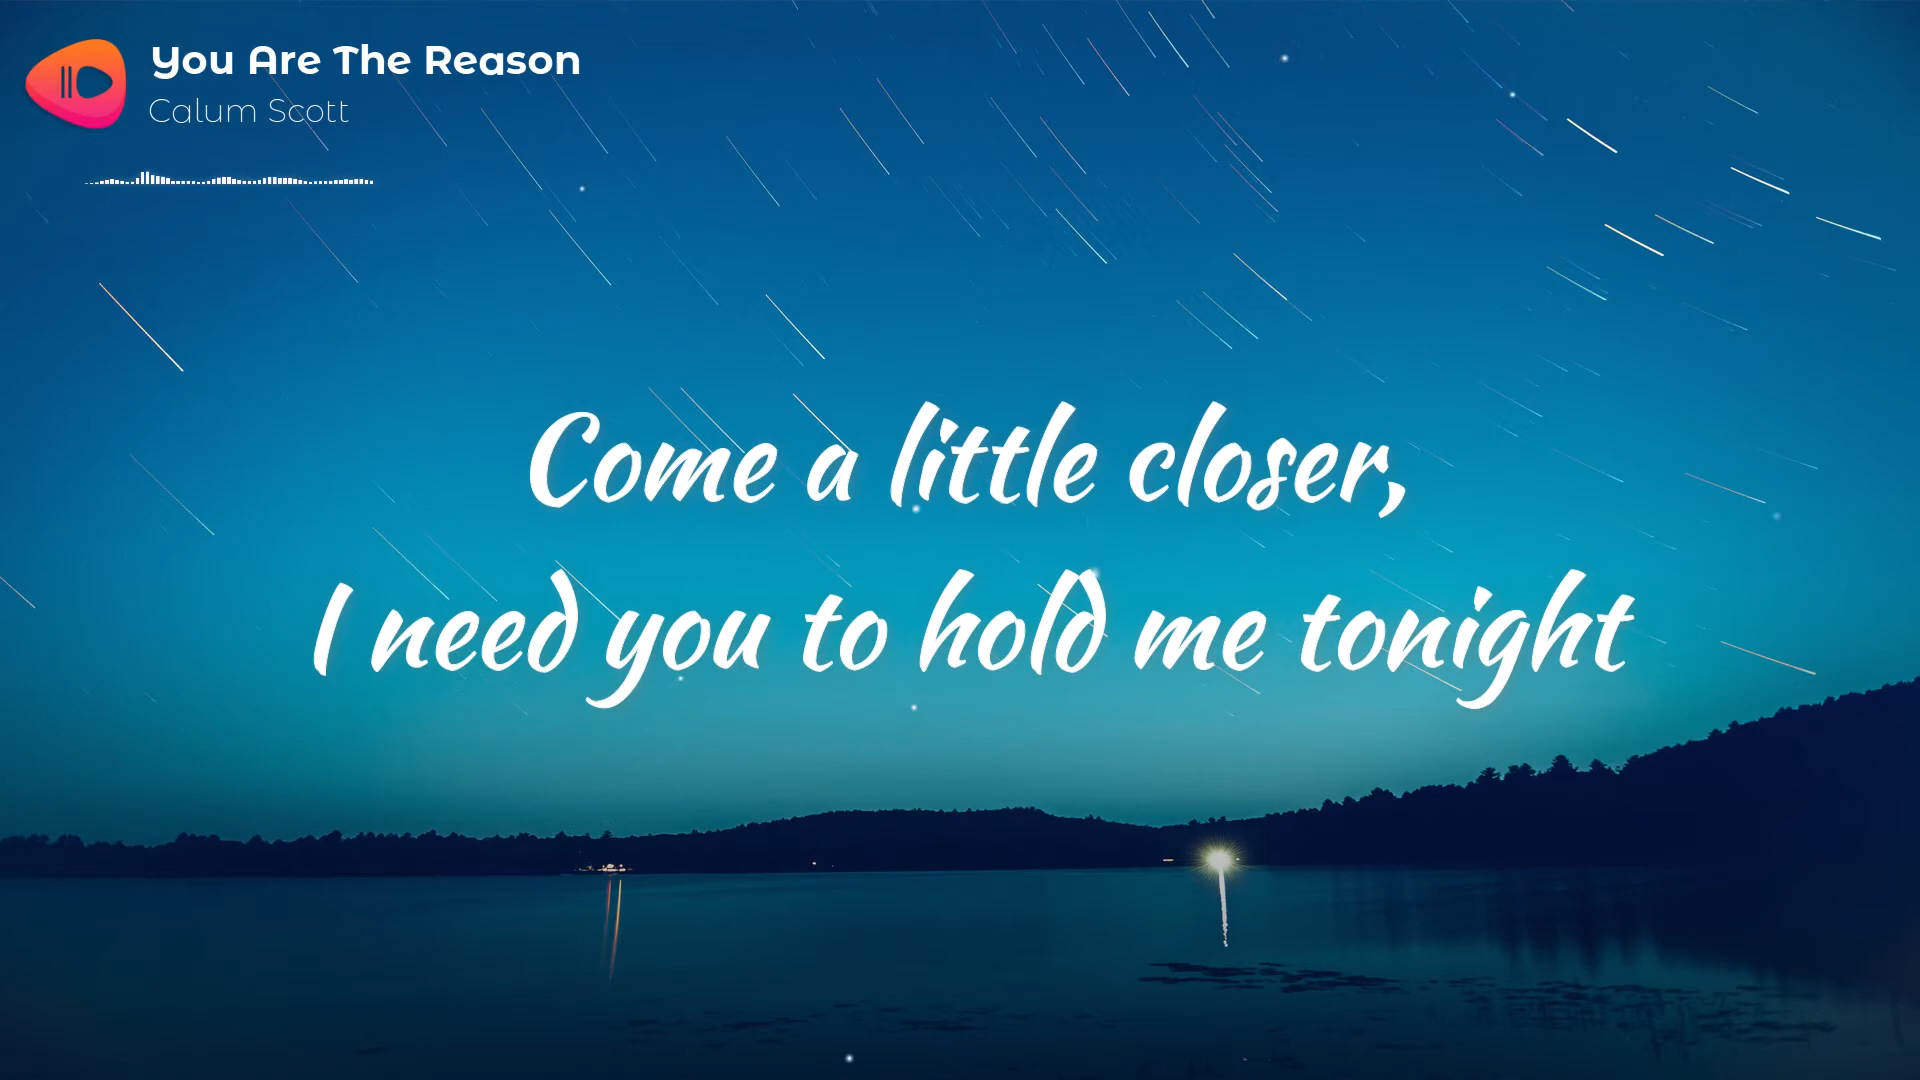 You Are The Reason
Calum Scott
Come a little closer,
I need you to hold me tonight